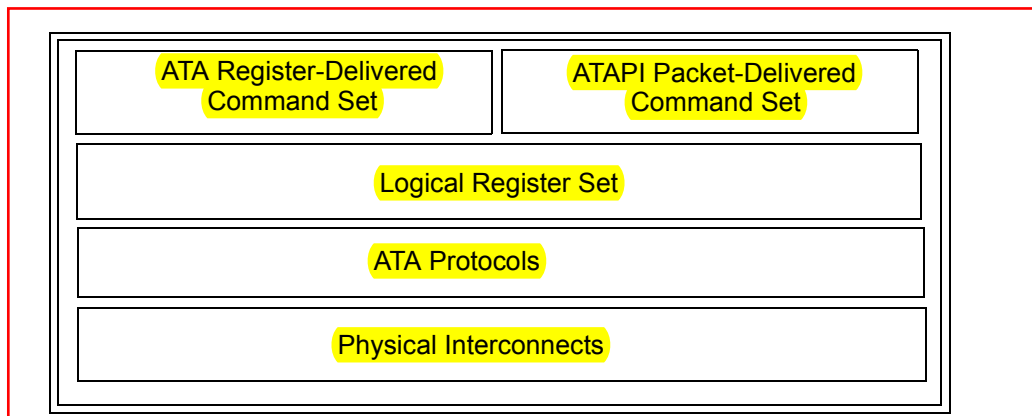 ATA Register-Delivered
Command Set
ATAPI Packet-Delivered
Command Set
Logical Register Set
ATA Protocols
Physical Interconnects